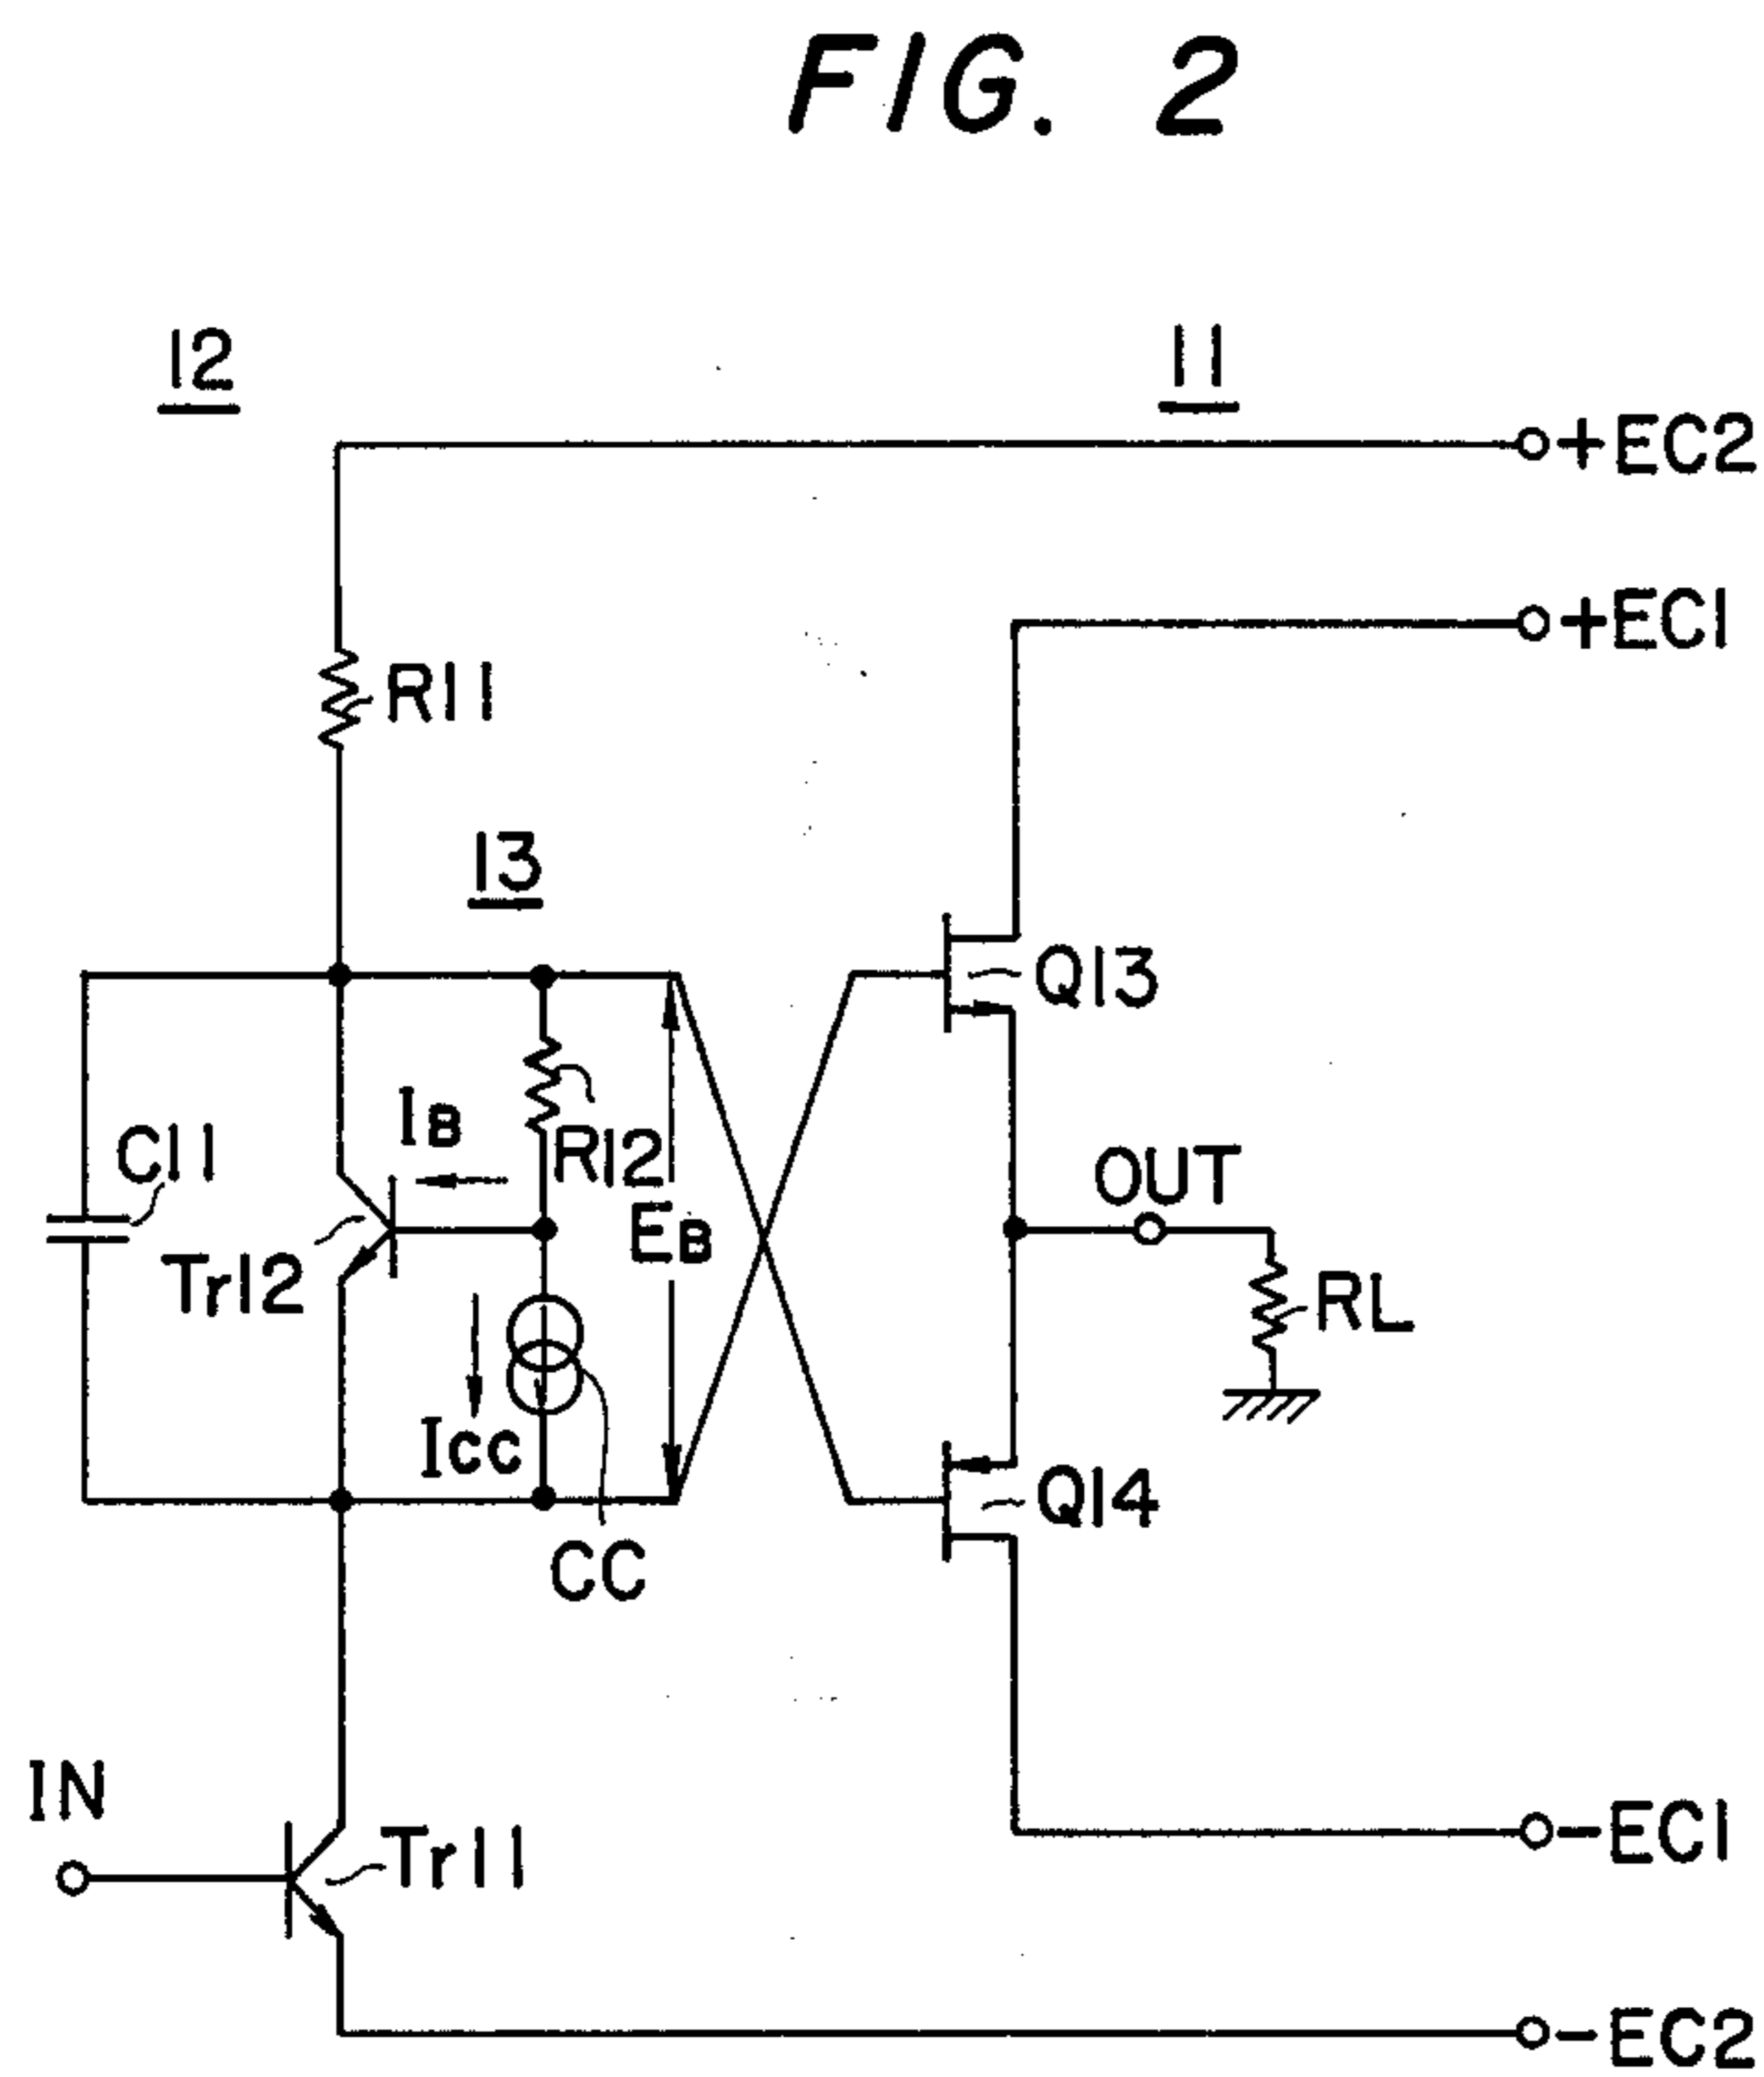 FIG. 2
12
11
+EC2
+EC1
R11
13
Q13
IB
C11
R12
OUT
EB
Tr12
RL
Icc
Q14
CC
IN
-EC1
Tr11
-EC2